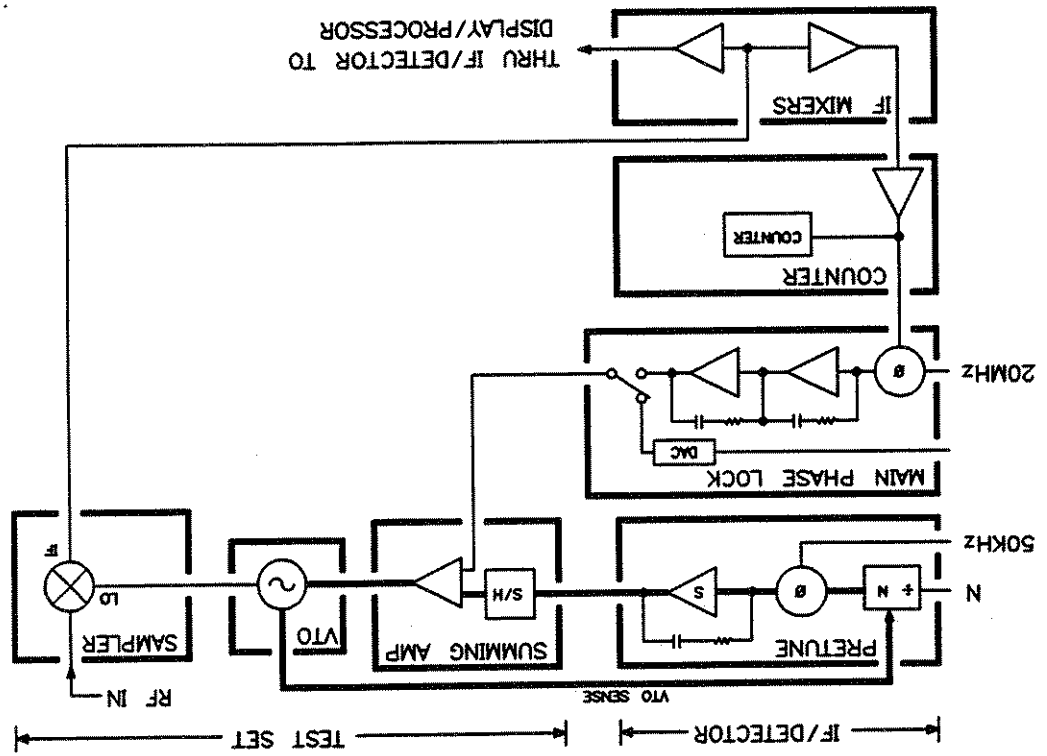 IF/DETECTOR
TEST SET
VTO SENSE
RF IN
PRETUNE
SUMMING AMP
VTO
SAMPLER
N
÷ N
Ø
S
S/H
LO
IF
50KHz
MAIN PHASE LOCK
DAC
20MHz
Ø
COUNTER
COUNTER
IF MIXERS
THRU IF/DETECTOR TO
DISPLAY/PROCESSOR